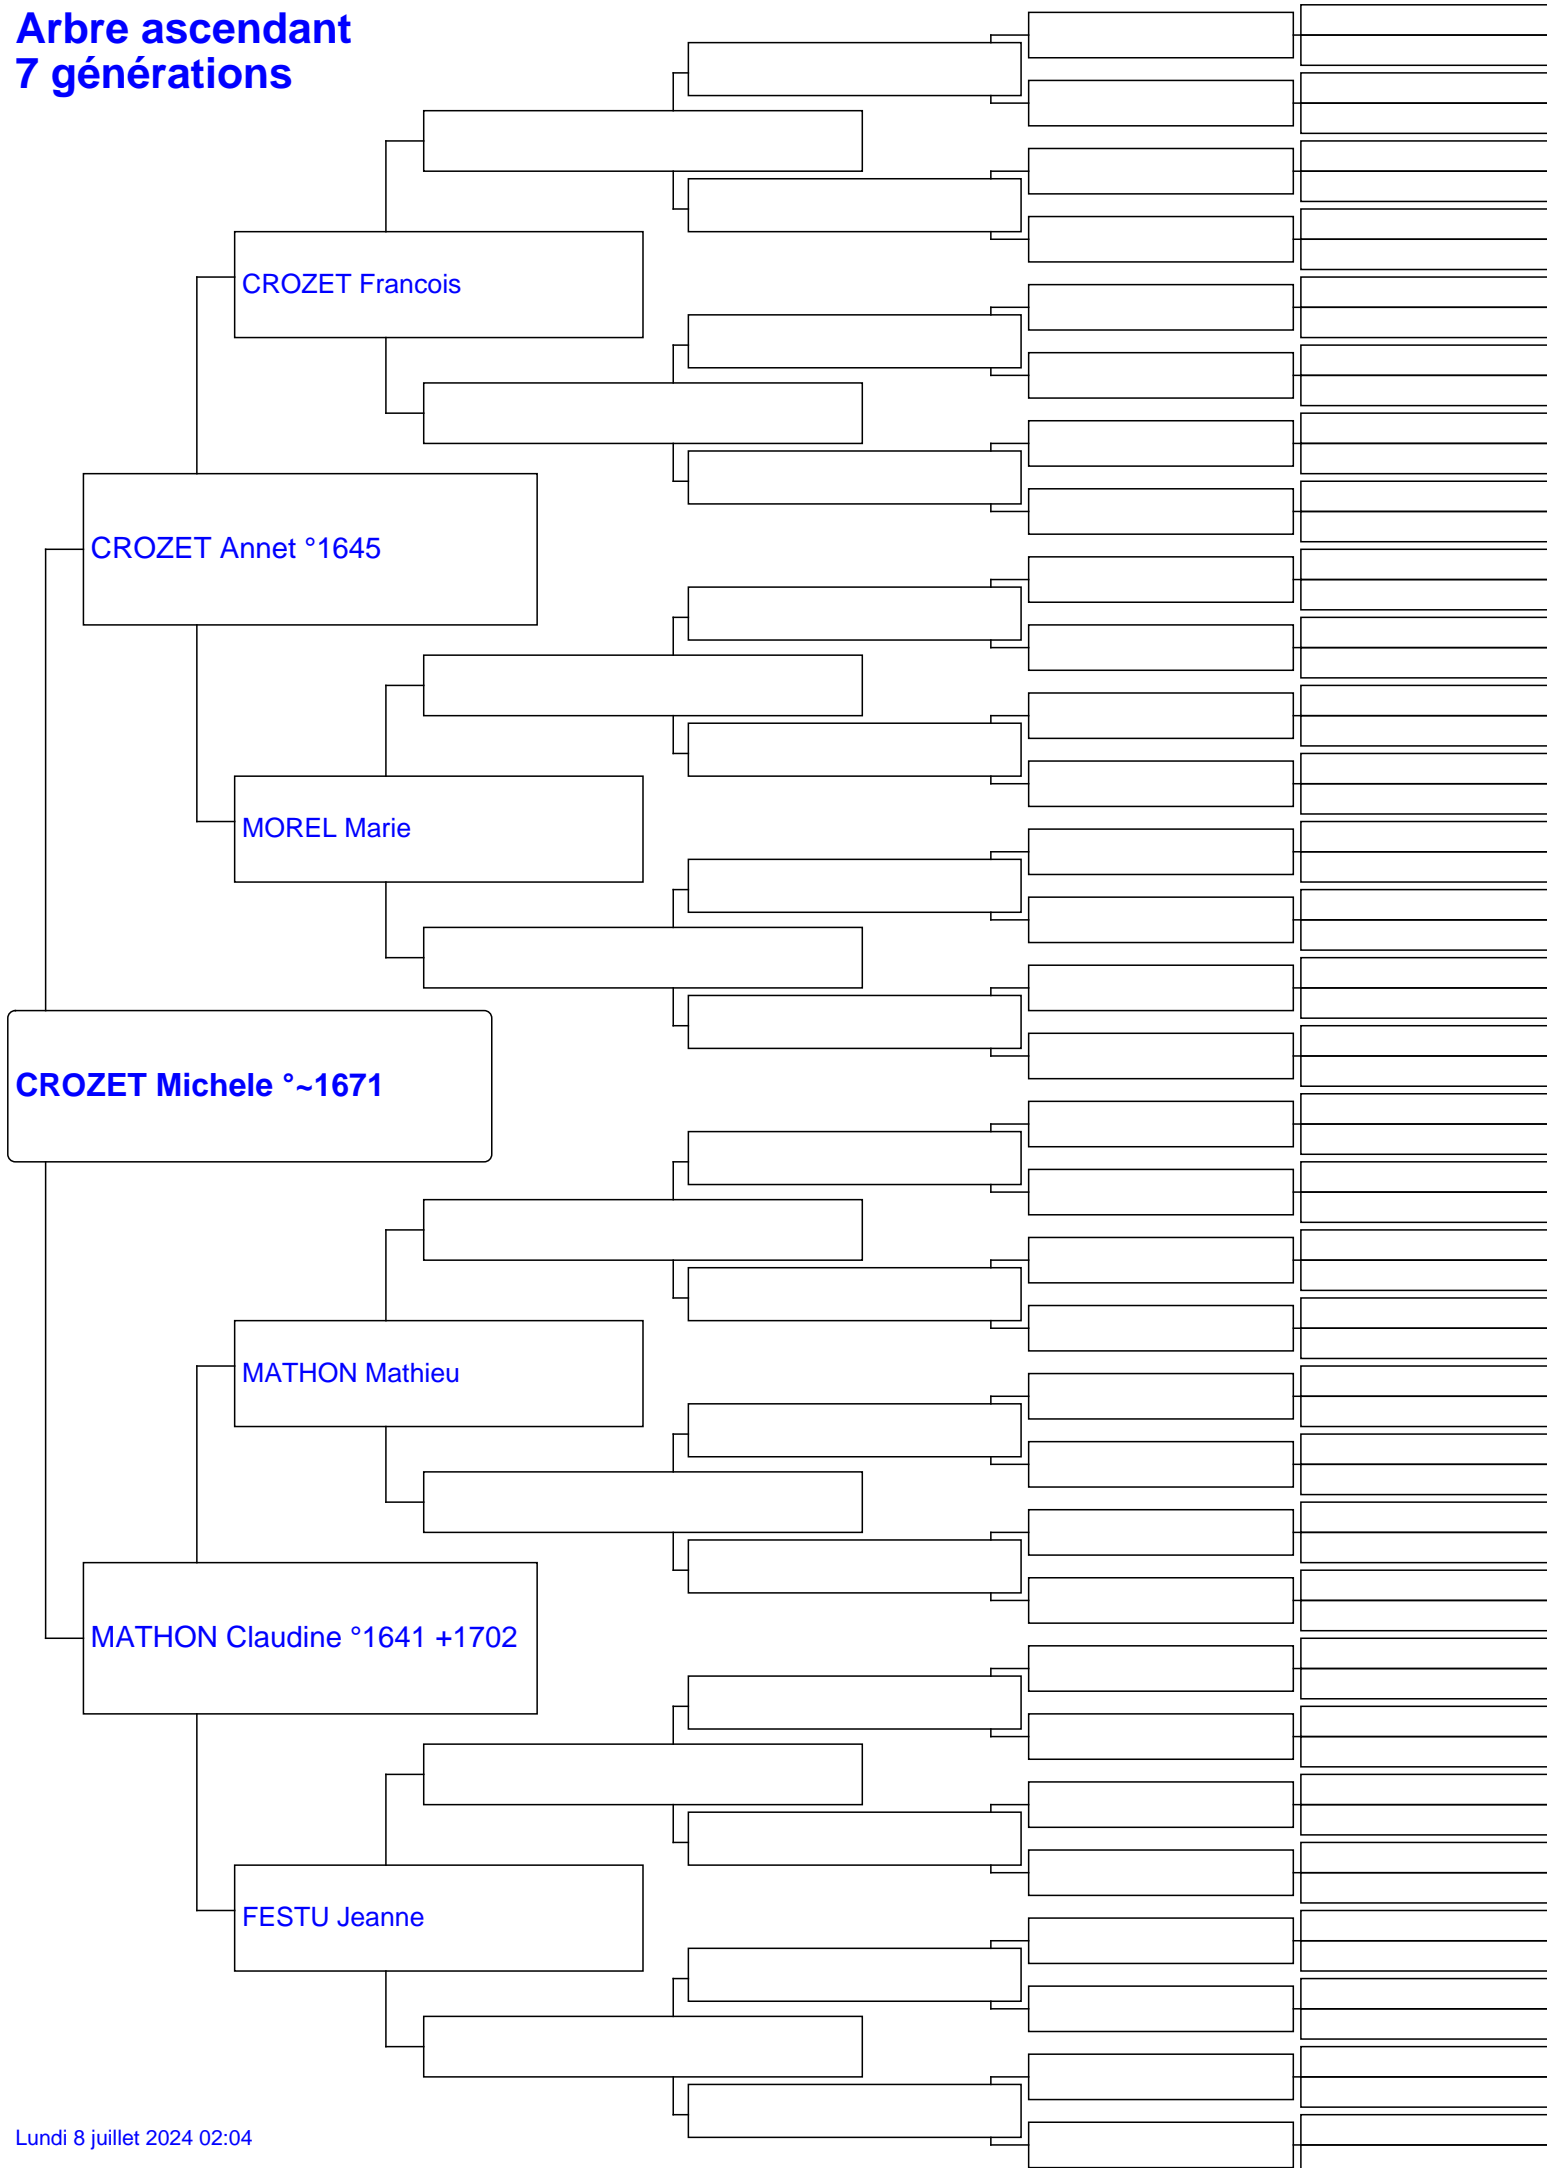 Arbre ascendant
7 générations
CROZET Francois
CROZET Annet °1645
MOREL Marie
CROZET Michele °~1671
MATHON Mathieu
MATHON Claudine °1641 +1702
FESTU Jeanne
Lundi 8 juillet 2024 02:04